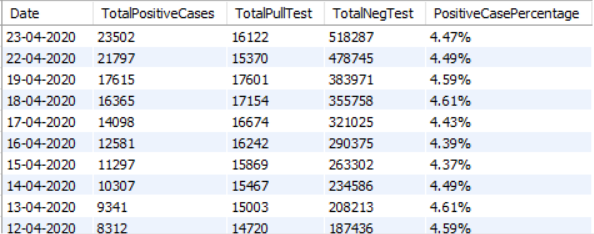 Date TotalPositiveCases TotalPullTest TotalNegTest PositiveCasePercentage
23-04-2020 23502 16122 518287 4.47%
22-04-2020 21797 15370 478745 4.49%
19-04-2020 17615 17601 383971 4.59%
18-04-2020 16365 17154 355758 4.61%
17-04-2020 14098 16674 321025 4.43%
16-04-2020 12581 16242 290375 4.39%
15-04-2020 11297 15869 263302 4.37%
14-04-2020 10307 15467 234586 4.49%
13-04-2020 9341 15003 208213 4.61%
12-04-2020 8312 14720 187436 4.59%